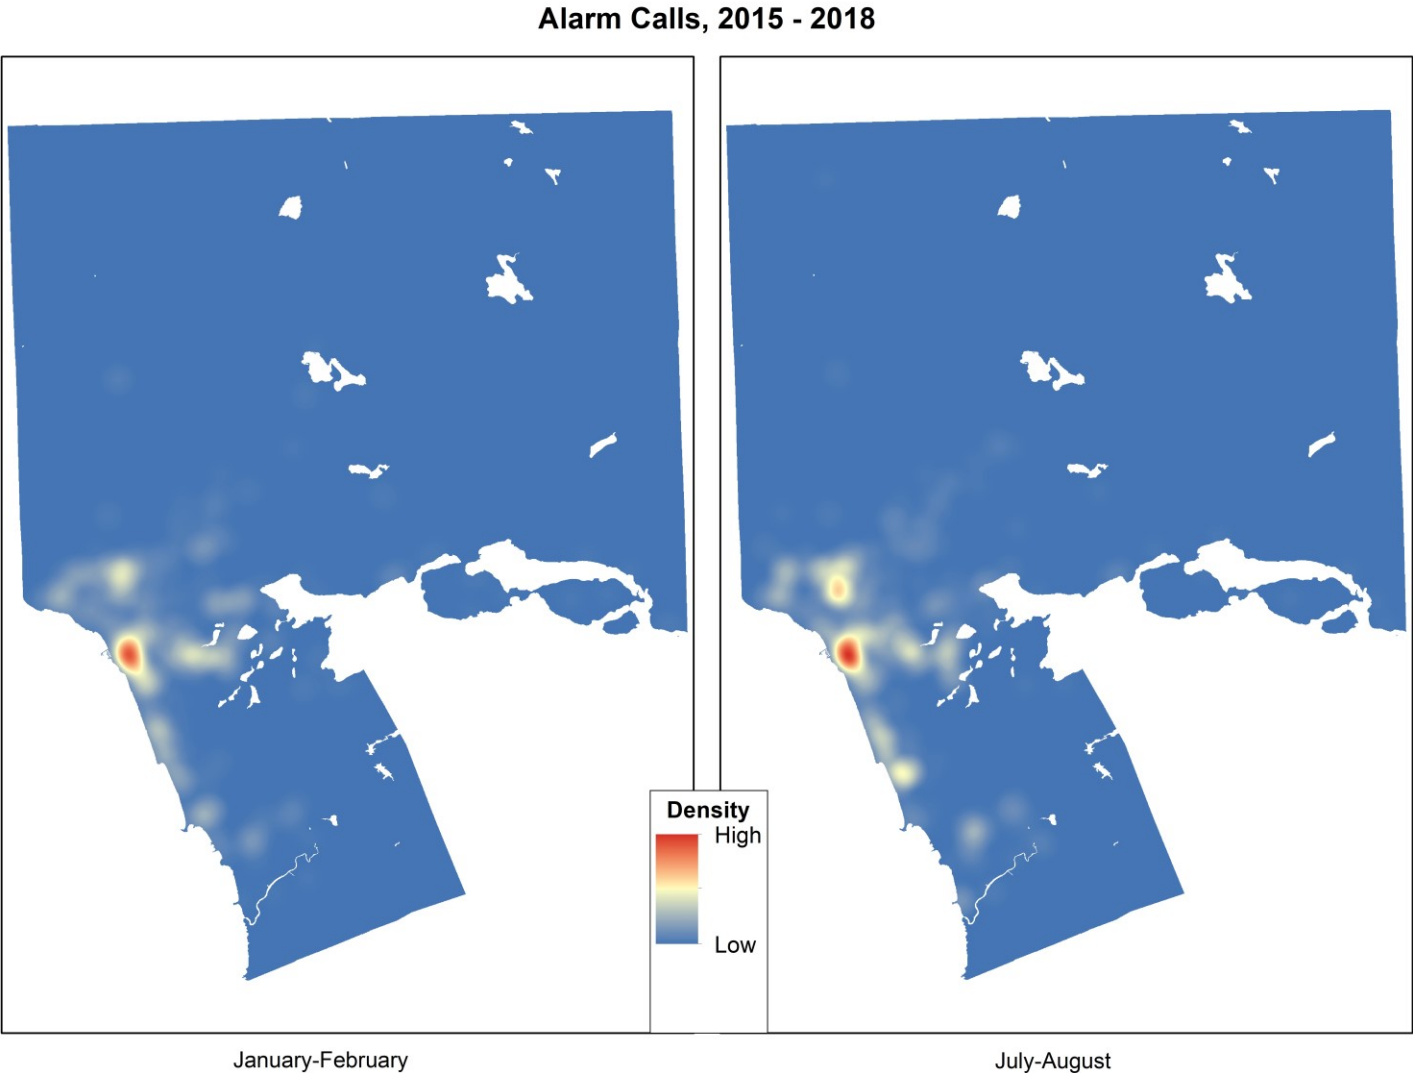 Alarm Calls, 2015 - 2018
Density
High
Low
January-February
July-August